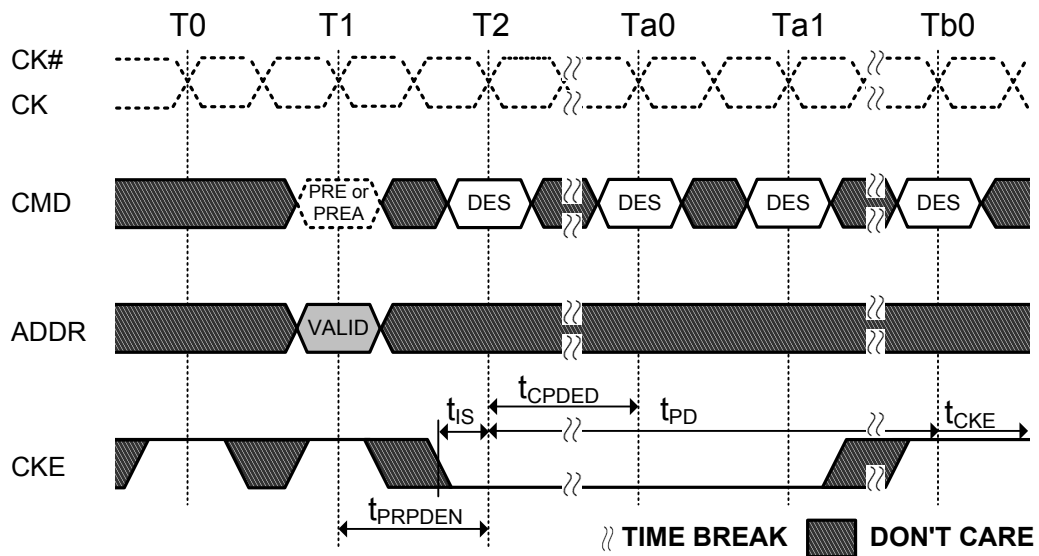 T0 T1 T2 Ta0 Ta1 Tb0
CK#
CK
CMD
PRE or
PREA
DES DES DES DES
ADDR
VALID
tCPDED
tIS tPD tCKE
CKE
tPRPDEN
TIME BREAK DON'T CARE